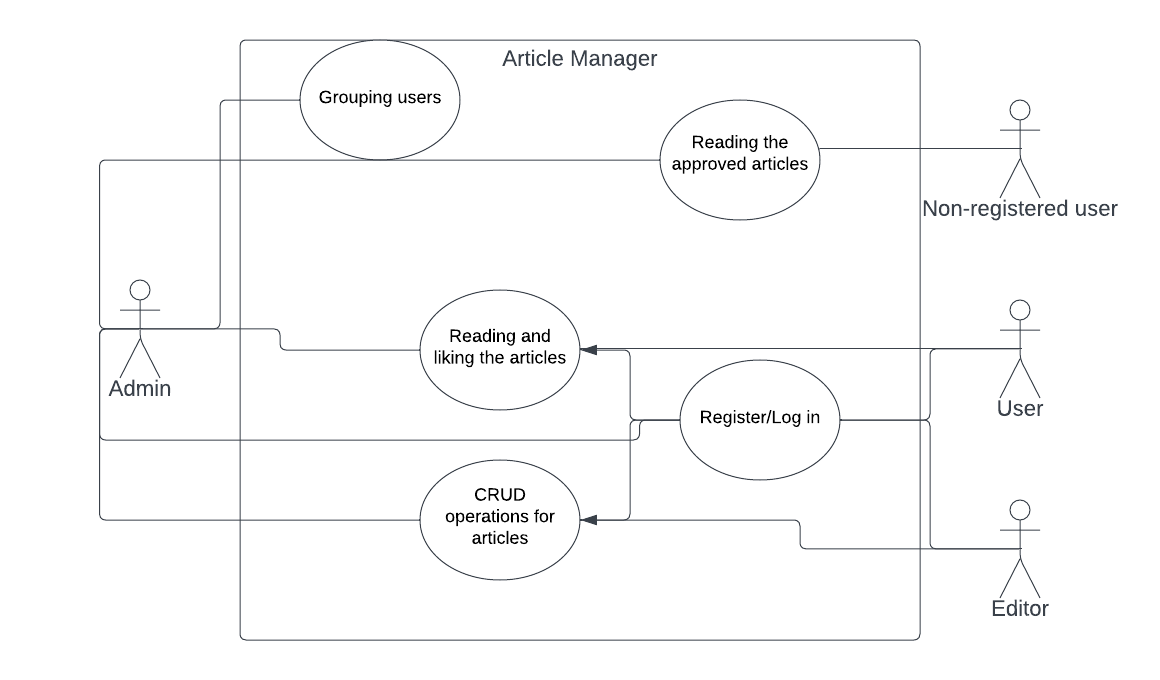 Article Manager
Grouping users
Reading the
approved articles
Non-registered user
Reading and
liking the articles
Admin
Register/Log in
User
CRUD
operations for
articles
Editor